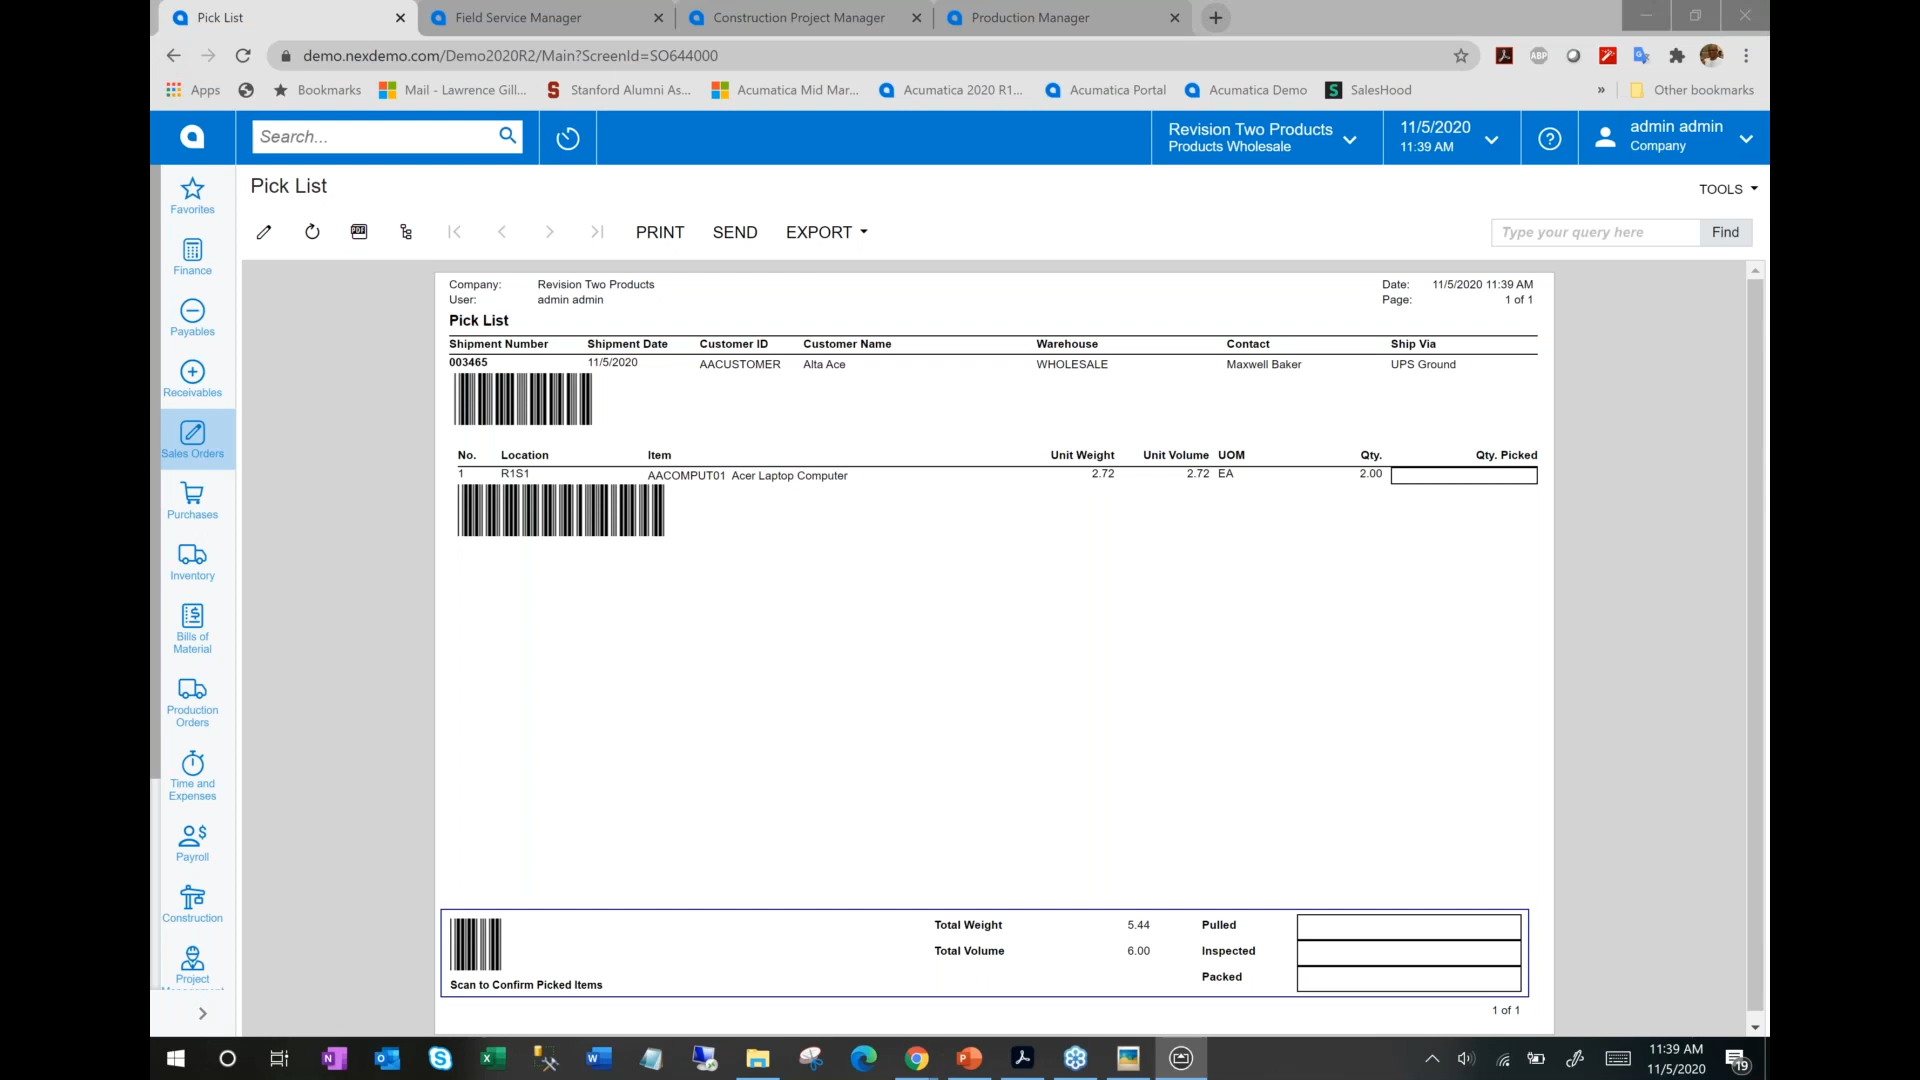 Pick List
Field Service Manager
Construction Project Manager
Production Manager
demo.nexdemo.com/Demo2020R2/Main?ScreenId=SO644000
ABP
Apps
Bookmarks
Mail - Lawrence Gill...
Stanford Alumni As...
Acumatica Mid Mar...
Acumatica 2020 R1...
Acumatica Portal
Acumatica Demo
SalesHood
»
Other bookmarks
Search...
Revision Two Products
Products Wholesale
11/5/2020
11:39 AM
admin admin
Company
Pick List
TOOLS
PRINT SEND EXPORT
Type your query here
Find
Favorites
Finance
Payables
Receivables
Sales Orders
Purchases
Inventory
Bills of
Material
Production
Orders
Time and
Expenses
Payroll
Construction
Project
Company: Revision Two Products Date: 11/5/2020 11:39 AM
User: admin admin Page: 1 of 1
Pick List
Shipment Number Shipment Date Customer ID Customer Name Warehouse Contact Ship Via
003465 11/5/2020 AACUSTOMER Alta Ace WHOLESALE Maxwell Baker UPS Ground
No. Location Item Unit Weight Unit Volume UOM Qty. Qty. Picked
1 R1S1 AACOMPUT01 Acer Laptop Computer 2.72 2.72 EA 2.00
Total Weight 5.44 Pulled
Total Volume 6.00 Inspected
Packed
Scan to Confirm Picked Items
1 of 1
11:39 AM
11/5/2020
19